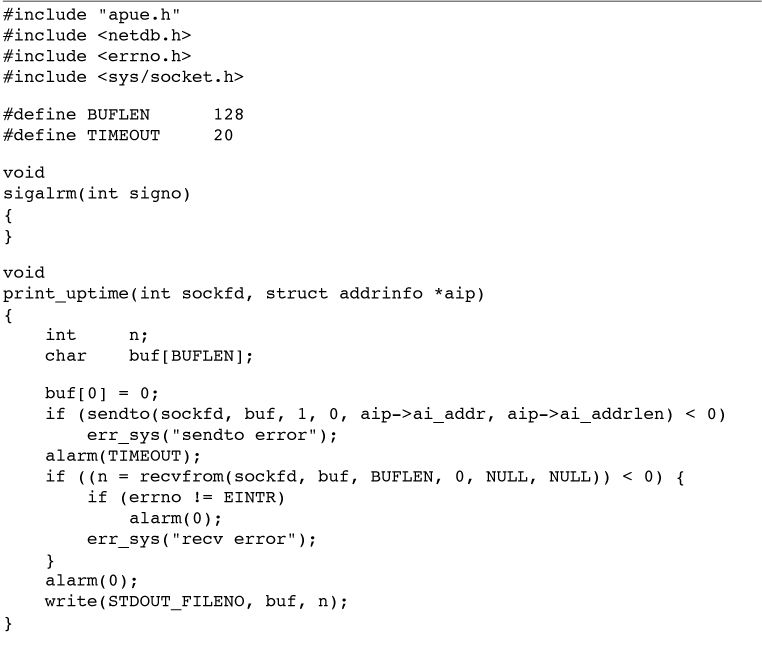 #include "apue.h"
#include <netdb.h>
#include <errno.h>
#include <sys/socket.h>
#define BUFLEN      128
#define TIMEOUT     20
void
sigalrm(int signo)
{
}
void
print_uptime(int sockfd, struct addrinfo *aip)
{
    int     n;
    char    buf[BUFLEN];
    buf[0] = 0;
    if (sendto(sockfd, buf, 1, 0, aip->ai_addr, aip->ai_addrlen) < 0)
        err_sys("sendto error");
    alarm(TIMEOUT);
    if ((n = recvfrom(sockfd, buf, BUFLEN, 0, NULL, NULL)) < 0) {
        if (errno != EINTR)
            alarm(0);
        err_sys("recv error");
    }
    alarm(0);
    write(STDOUT_FILENO, buf, n);
}